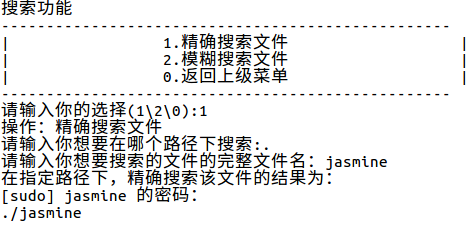 搜索功能
-------------------------------------------------
|                 1.精确搜索文件                   |
|                 2.模糊搜索文件                   |
|                 0.返回上级菜单                   |
-------------------------------------------------
请输入你的选择(1\2\0):1
操作：精确搜索文件
请输入你想要在哪个路径下搜索:.
请输入你想要搜索的文件的完整文件名：jasmine
在指定路径下，精确搜索该文件的结果为：
[sudo] jasmine 的密码：
./jasmine